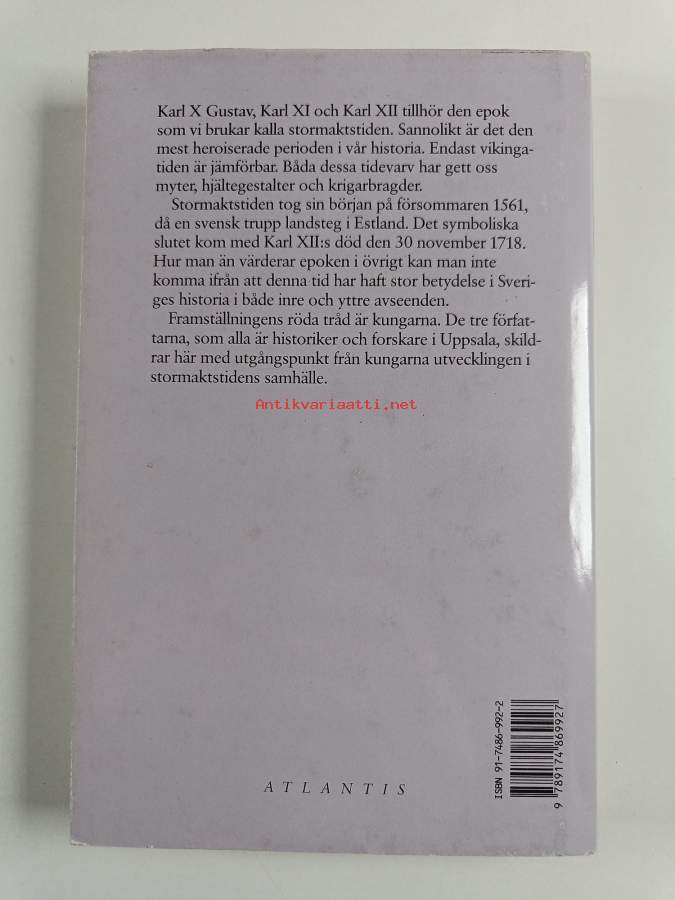 Karl X Gustav, Karl XI och Karl XII tillhör den epok
som vi brukar kalla stormaktstiden. Sannolikt är det den
mest heroiserade perioden i vår historia. Endast vikinga-
tiden är jämförbar. Båda dessa tidevarv har gett oss
myter, hjältegestalter och krigarbragder.
Stormaktstiden tog sin början på försommaren 1561,
då en svensk trupp landsteg i Estland. Det symboliska
slutet kom med Karl XII:s död den 30 november 1718.
Hur man än värderar epoken i övrigt kan man inte
komma ifrån att denna tid har haft stor betydelse i Sveri-
ges historia i både inre och yttre avseenden.
Framställningens röda tråd är kungarna. De tre förfat-
tarna, som alla är historiker och forskare i Uppsala, skild-
rar här med utgångspunkt från kungarna utvecklingen i
stormaktstidens samhälle.
Antikvariaatti.net
ATLANTIS
ISBN 91-7486-992-2
9 789174 869927